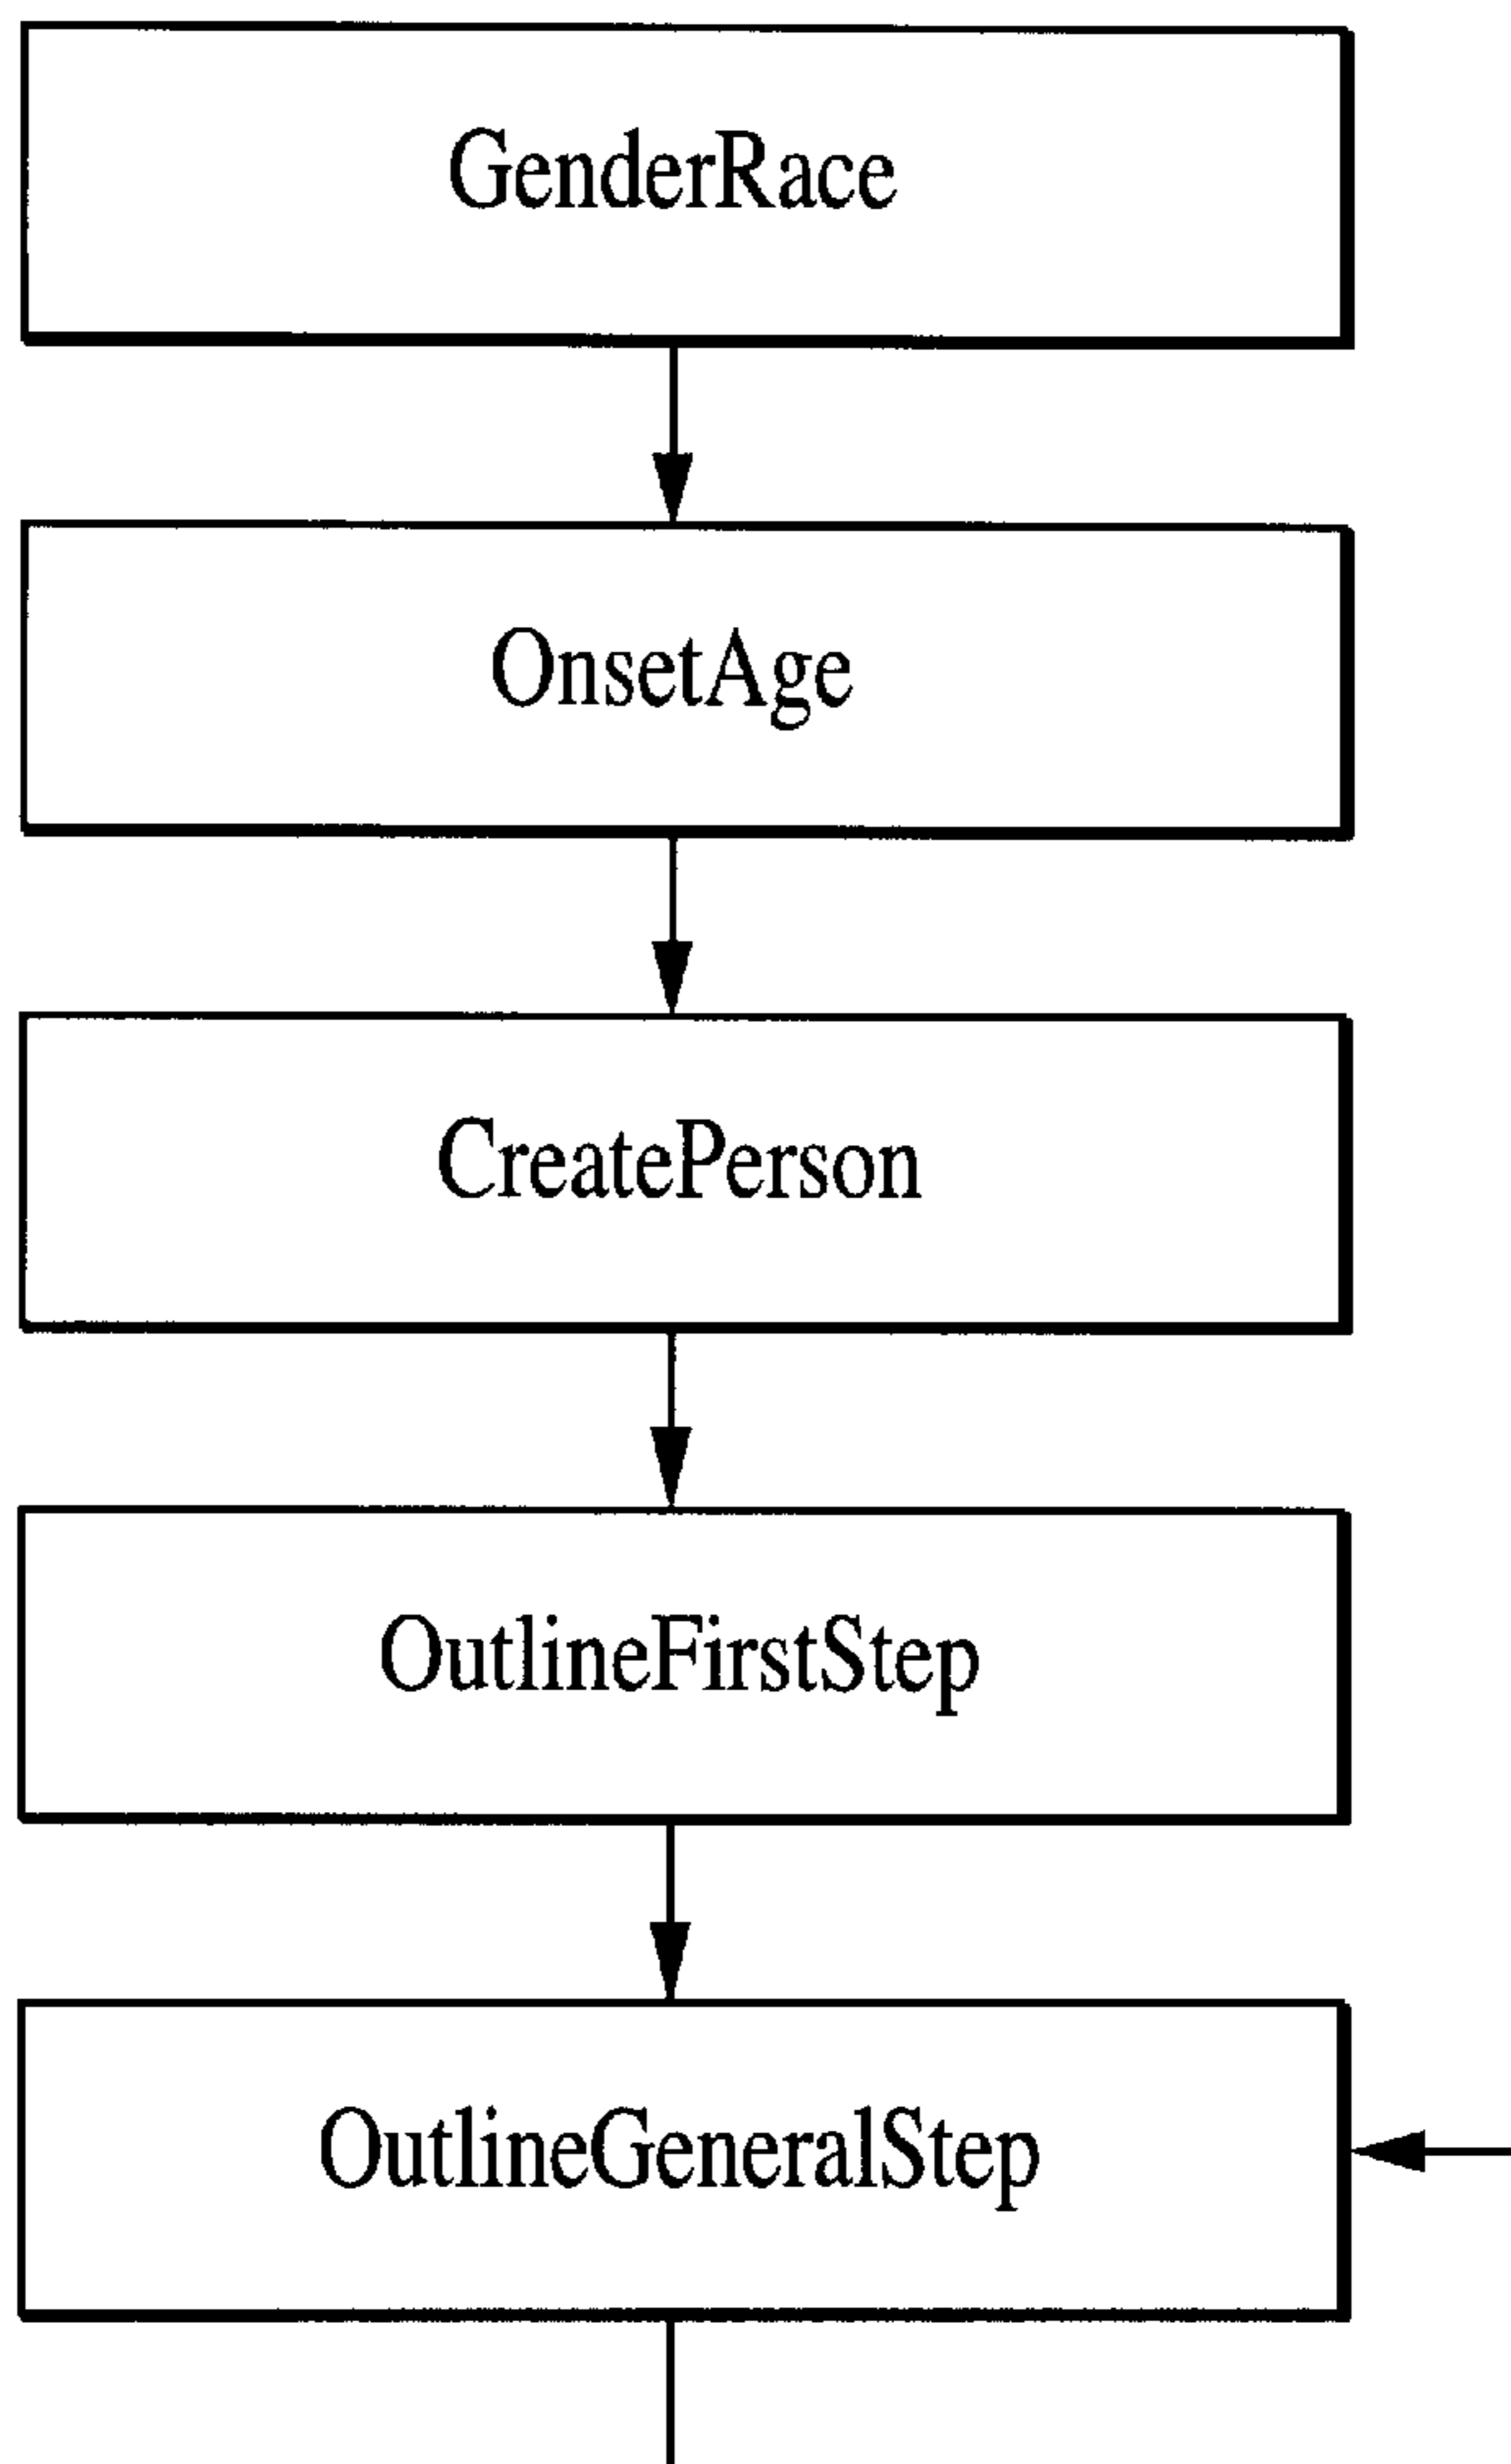 GenderRace
OnsetAge
CreatePerson
OutlineFirstStep
OutlineGeneralStep